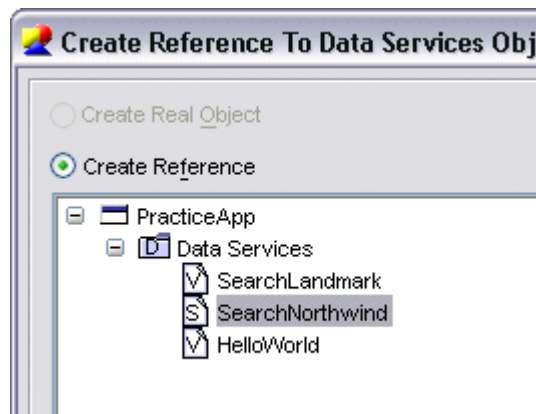 Create Reference To Data Services Obj
Create Real Object
Create Reference
PracticeApp
D Data Services
V SearchLandmark
S SearchNorthwind
V HelloWorld